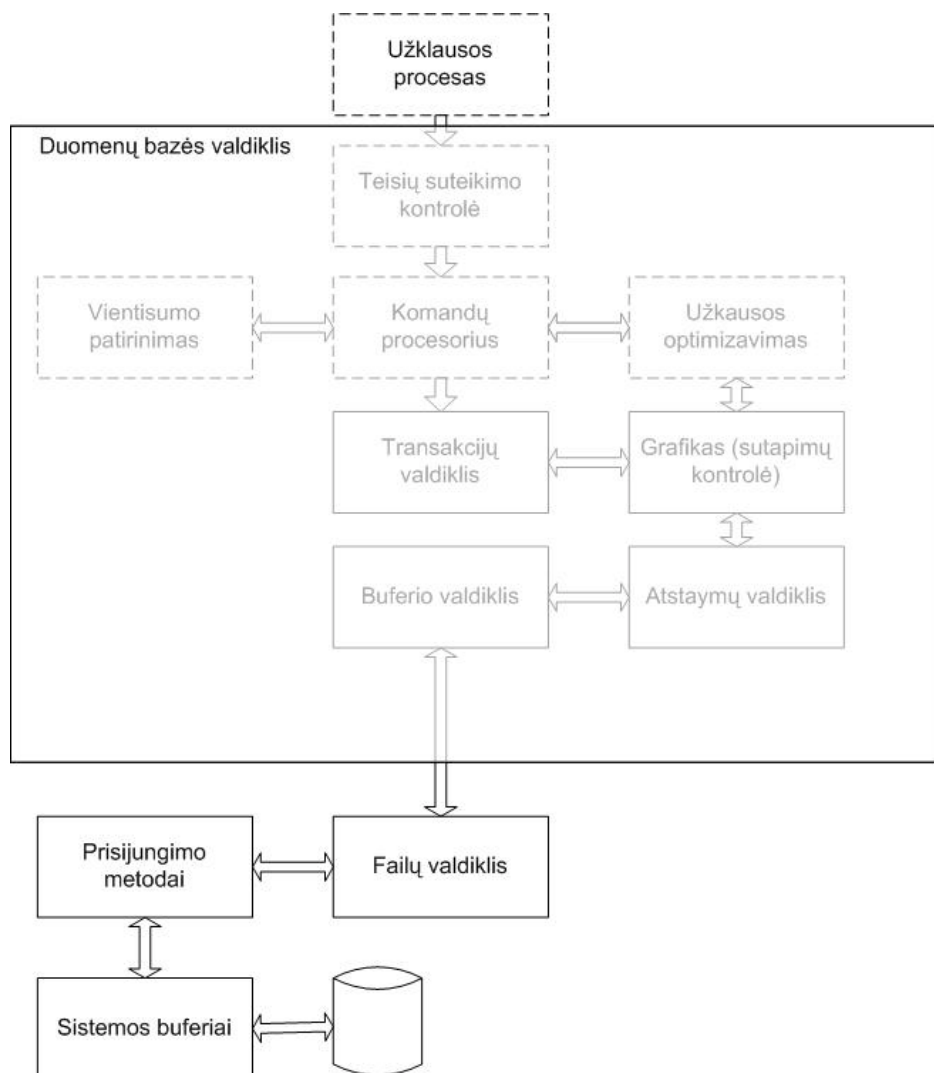 Užklausos
procesas
Duomenų bazės valdiklis
Teisių suteikimo
kontrolė
Vientisumo
patirinimas
Komandų
procesorius
Užkausos
optimizavimas
Transakcijų
valdiklis
Grafikas (sutapimų
kontrolė)
Buferio valdiklis
Atstaymų valdiklis
Prisijungimo
metodai
Failų valdiklis
Sistemos buferiai